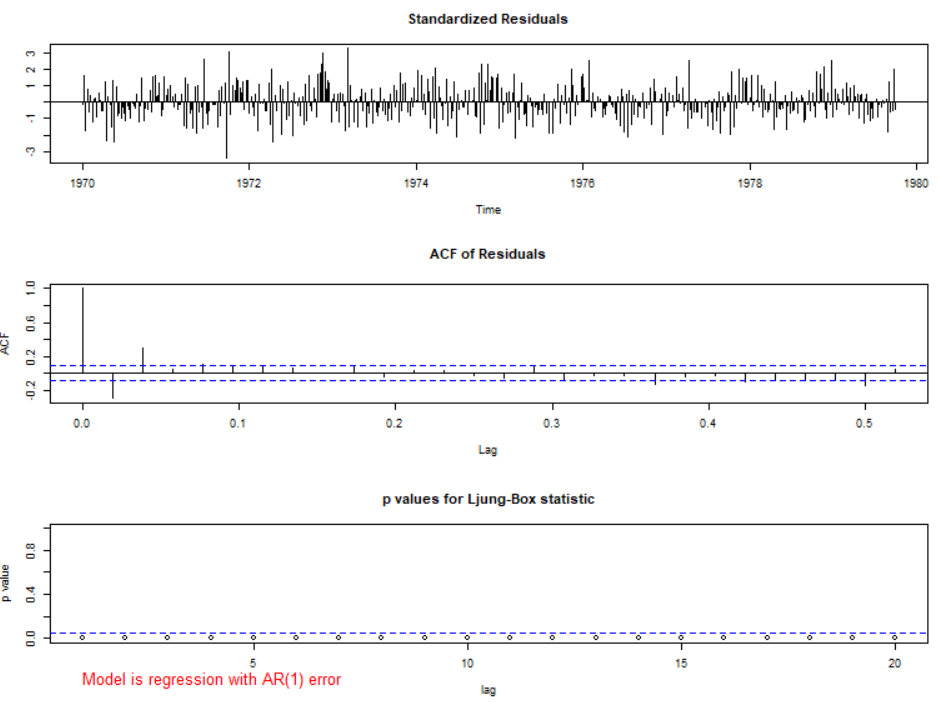 Standardized Residuals
3
2
1
-1
-3
1970 1972 1974 1976 1978 1980
Time
ACF of Residuals
ACF
1.0
0.6
0.2
-0.2
0.0 0.1 0.2 0.3 0.4 0.5
Lag
p values for Ljung-Box statistic
p value
0.8
0.4
0.0
5 10 15 20
Model is regression with AR(1) error
lag